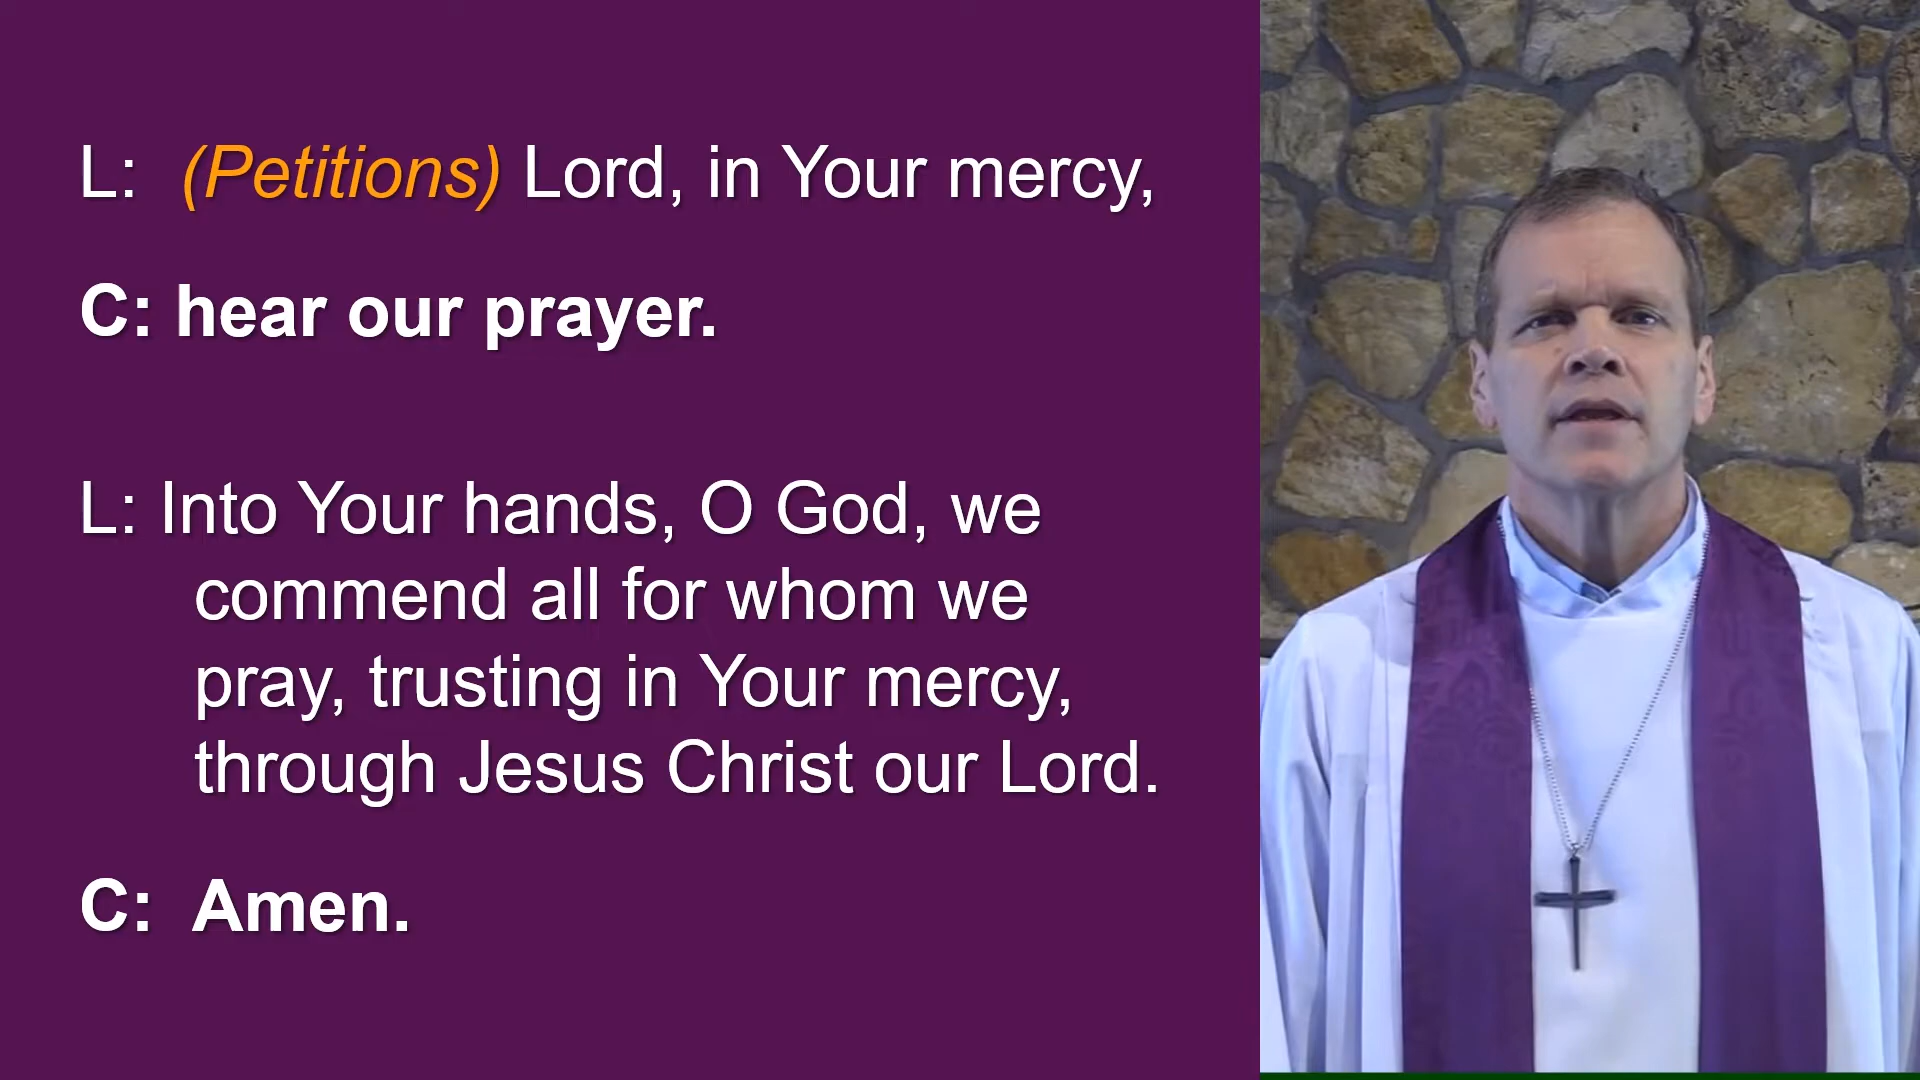 L: (Petitions) Lord, in Your mercy,
C: hear our prayer.
L: Into Your hands, O God, we
commend all for whom we
pray, trusting in Your mercy,
through Jesus Christ our Lord.
C: Amen.